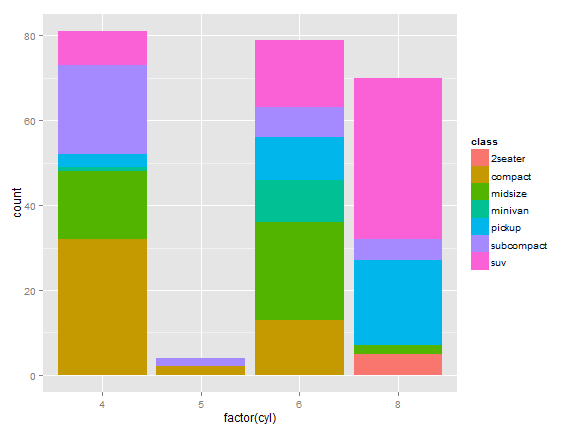 80
60
40
20
0
count
4 5 6 8
factor(cyl)
class
2seater
compact
midsize
minivan
pickup
subcompact
suv